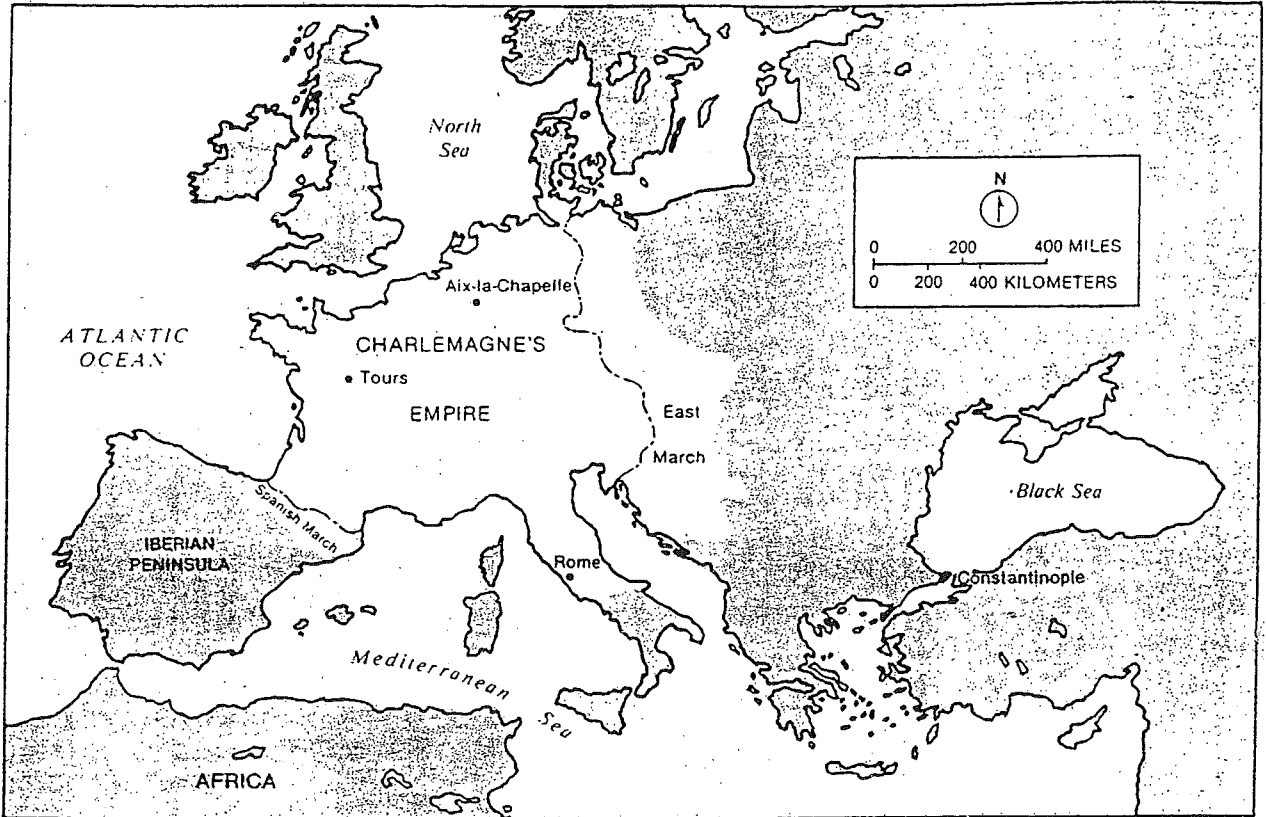 North
Sea
N
0 200 400 MILES
0 200 400 KILOMETERS
Aix-la-Chapelle
ATLANTIC
OCEAN
CHARLEMAGNE'S
Tours
EMPIRE
East
March
Spanish March
Black Sea
IBERIAN
PENINSULA
Rome
Constantinople
Mediterranean
Sea
AFRICA